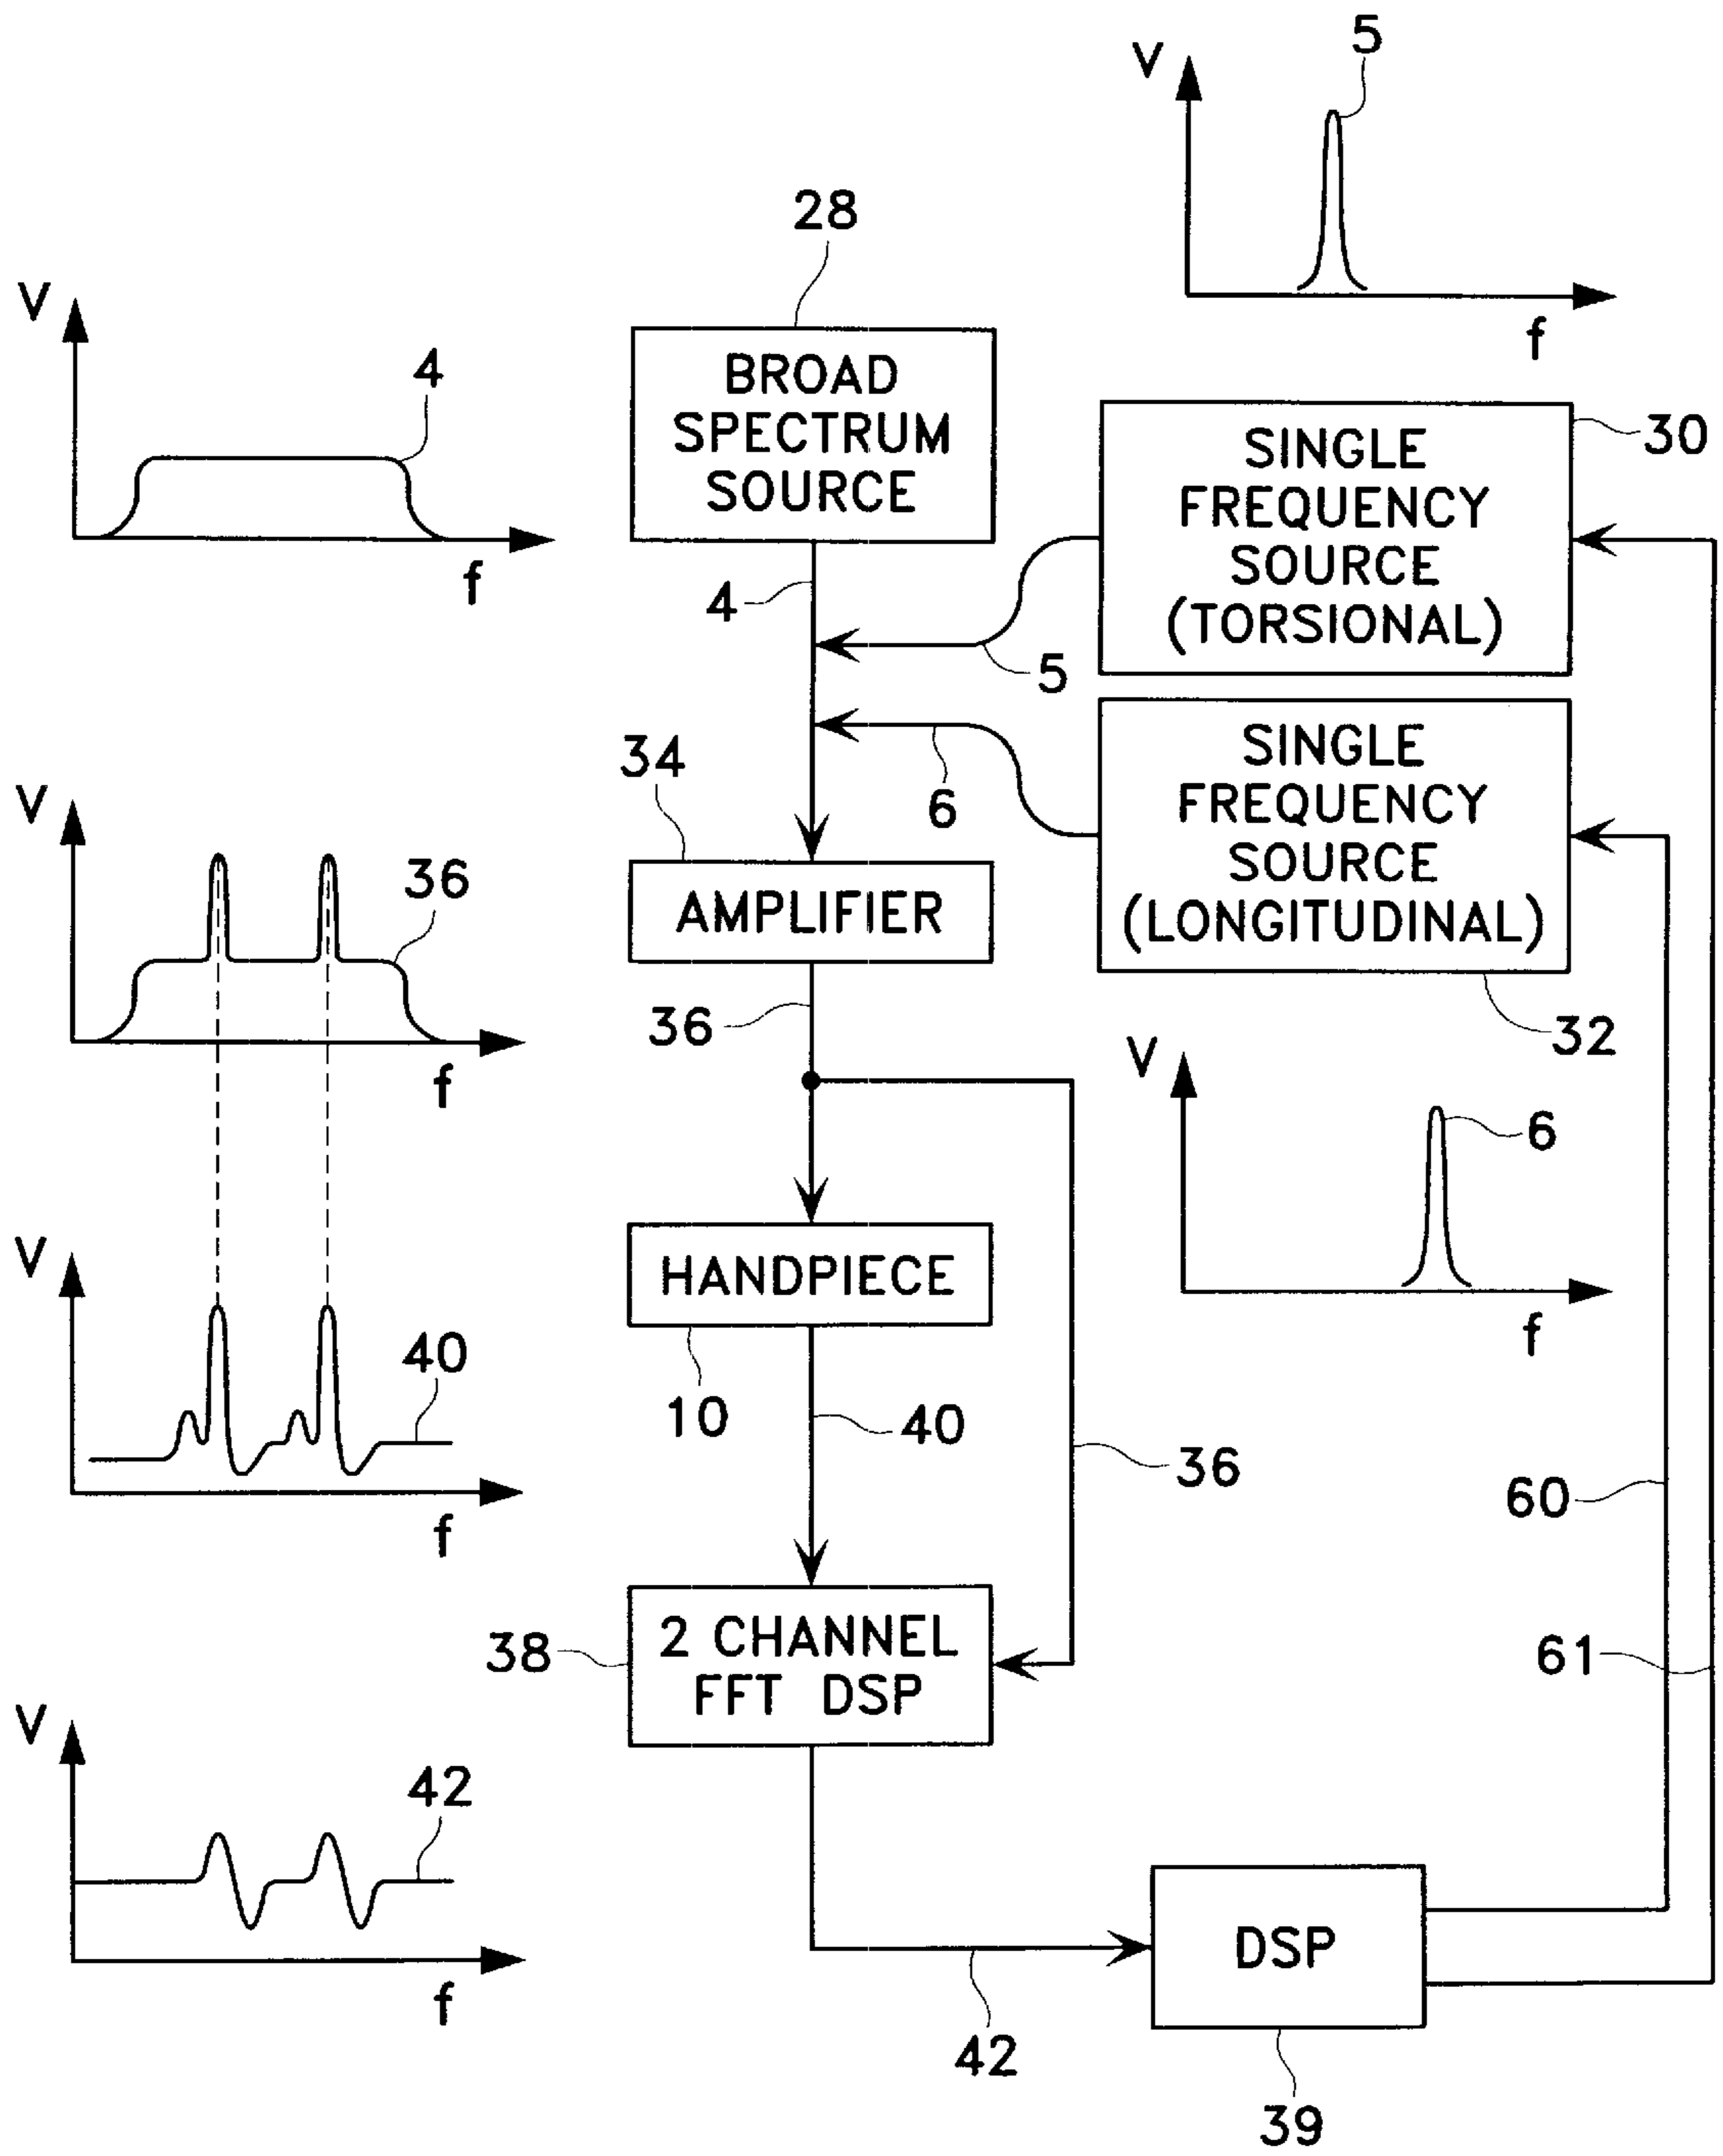 5
V
f
28
BROAD
SPECTRUM
SOURCE
V
4
f
SINGLE
FREQUENCY
SOURCE
(TORSIONAL)
30
4
5
SINGLE
FREQUENCY
SOURCE
(LONGITUDINAL)
32
6
34
AMPLIFIER
V
36
f
36
V
6
f
HANDPIECE
10
V
40
f
40
36
60
61
38
2 CHANNEL
FFT DSP
V
42
f
DSP
42
39